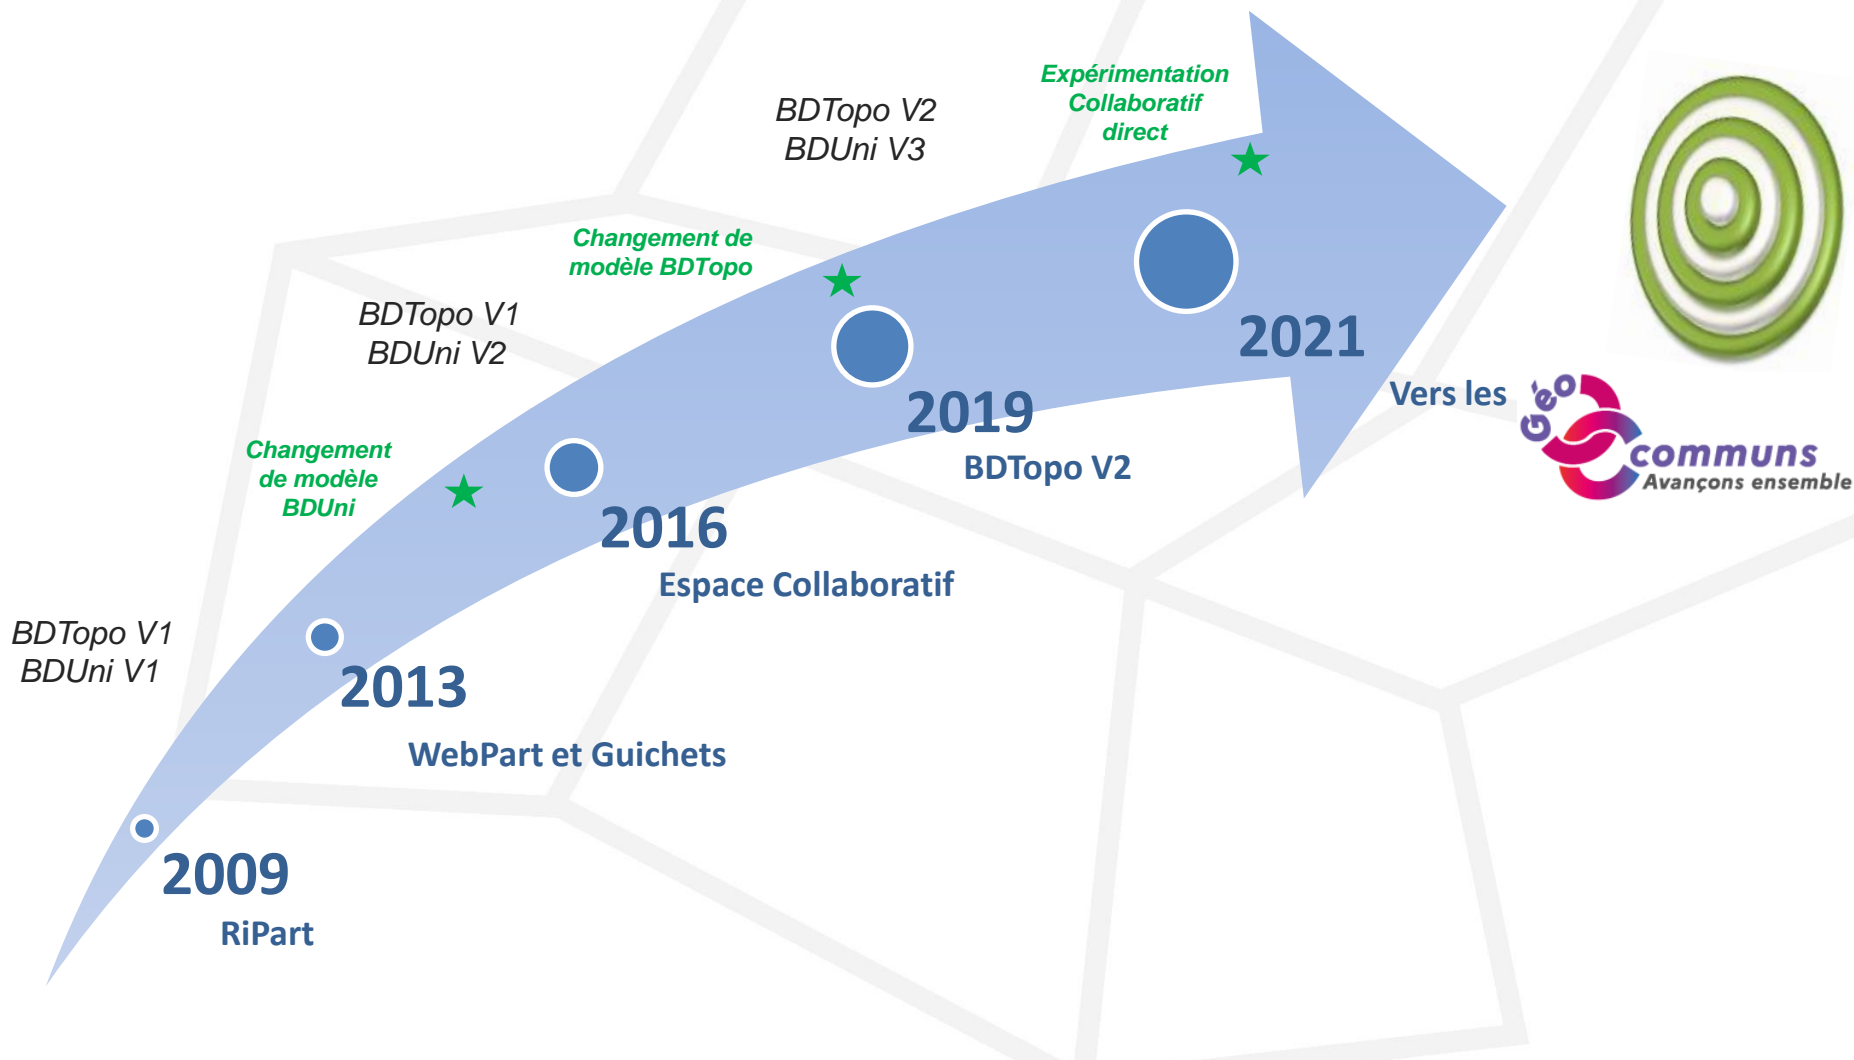 Expérimentation
Collaboratif
direct
BDTopo V2
BDUni V3
Changement de
modèle BDTopo
BDTopo V1
BDUni V2
2021
Vers les
Géo
communs
Avançons ensemble
2019
BDTopo V2
Changement
de modèle
BDUni
2016
Espace Collaboratif
BDTopo V1
BDUni V1
2013
WebPart et Guichets
2009
RiPart